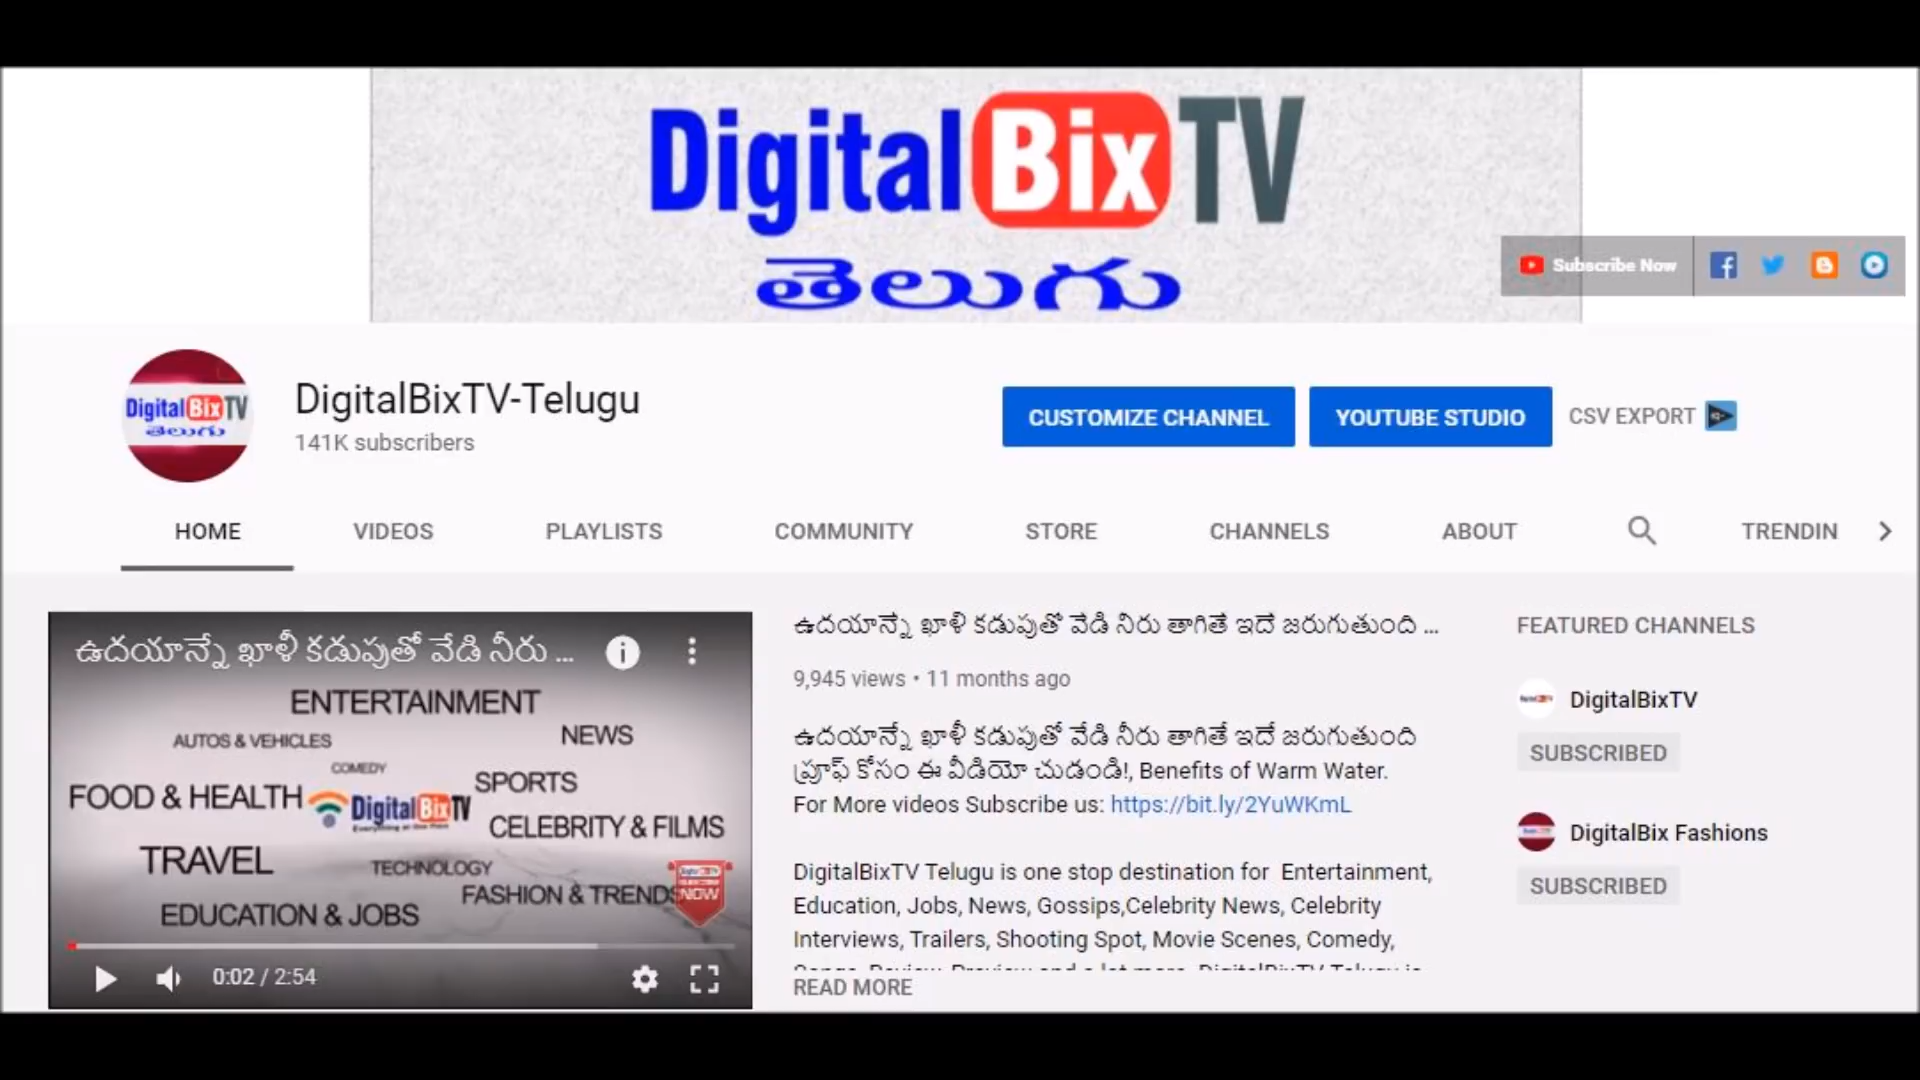 DigitalBixTV
తెలుగు
Subscribe Now
DigitalBixTV
తెలుగు
DigitalBixTV-Telugu
141K subscribers
CUSTOMIZE CHANNEL
YOUTUBE STUDIO
CSV EXPORT
HOME
VIDEOS
PLAYLISTS
COMMUNITY
STORE
CHANNELS
ABOUT
TRENDIN
ఉదయాన్నే ఖాళీ కడుపుతో వేడి నీరు ...
ENTERTAINMENT
AUTOS & VEHICLES
NEWS
COMEDY
SPORTS
FOOD & HEALTH
DigitalBixTV
CELEBRITY & FILMS
TRAVEL
TECHNOLOGY
FASHION & TRENDS
NOW
EDUCATION & JOBS
0:02 / 2:54
ఉదయాన్నే ఖాళీ కడుపుతో వేడి నీరు తాగితే ఇదే జరుగుతుంది ...
9,945 views • 11 months ago
ఉదయాన్నే ఖాళీ కడుపుతో వేడి నీరు తాగితే ఇదే జరుగుతుంది
ప్రూఫ్ కోసం ఈ వీడియో చుడండి!, Benefits of Warm Water.
For More videos Subscribe us: https://bit.ly/2YuWKmL
DigitalBixTV Telugu is one stop destination for Entertainment,
Education, Jobs, News, Gossips,Celebrity News, Celebrity
Interviews, Trailers, Shooting Spot, Movie Scenes, Comedy,
READ MORE
FEATURED CHANNELS
DigitalBixTV
SUBSCRIBED
DigitalBix Fashions
SUBSCRIBED